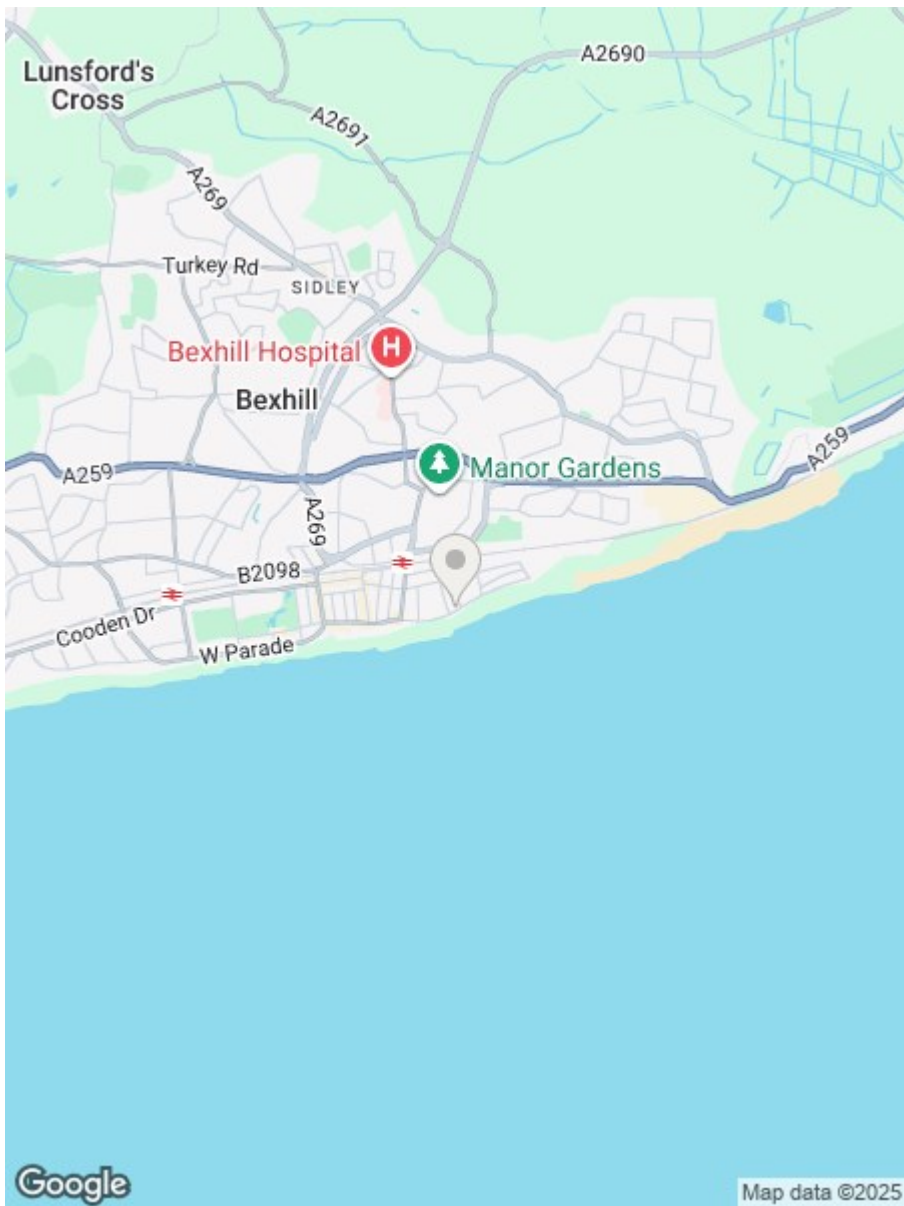 A2690
Lunsford's
Cross
A2691
A269
Turkey Rd
SIDLEY
Bexhill Hospital
H
Bexhill
A259
Manor Gardens
A259
A269
B2098
Cooden Dr
W Parade
Google
Map data ©2025